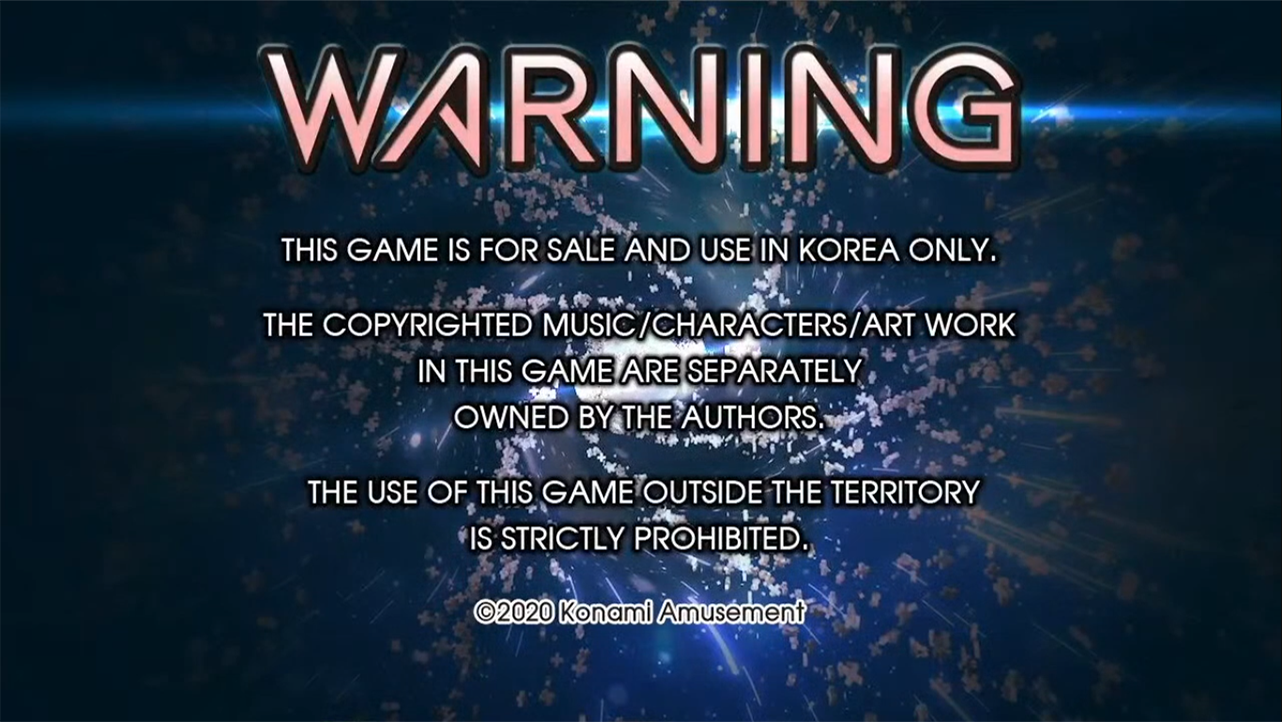 WARNING
THIS GAME IS FOR SALE AND USE IN KOREA ONLY.
THE COPYRIGHTED MUSIC/CHARACTERS/ART WORK
IN THIS GAME ARE SEPARATELY
OWNED BY THE AUTHORS.
THE USE OF THIS GAME OUTSIDE THE TERRITORY
IS STRICTLY PROHIBITED.
©2020 Konami Amusement